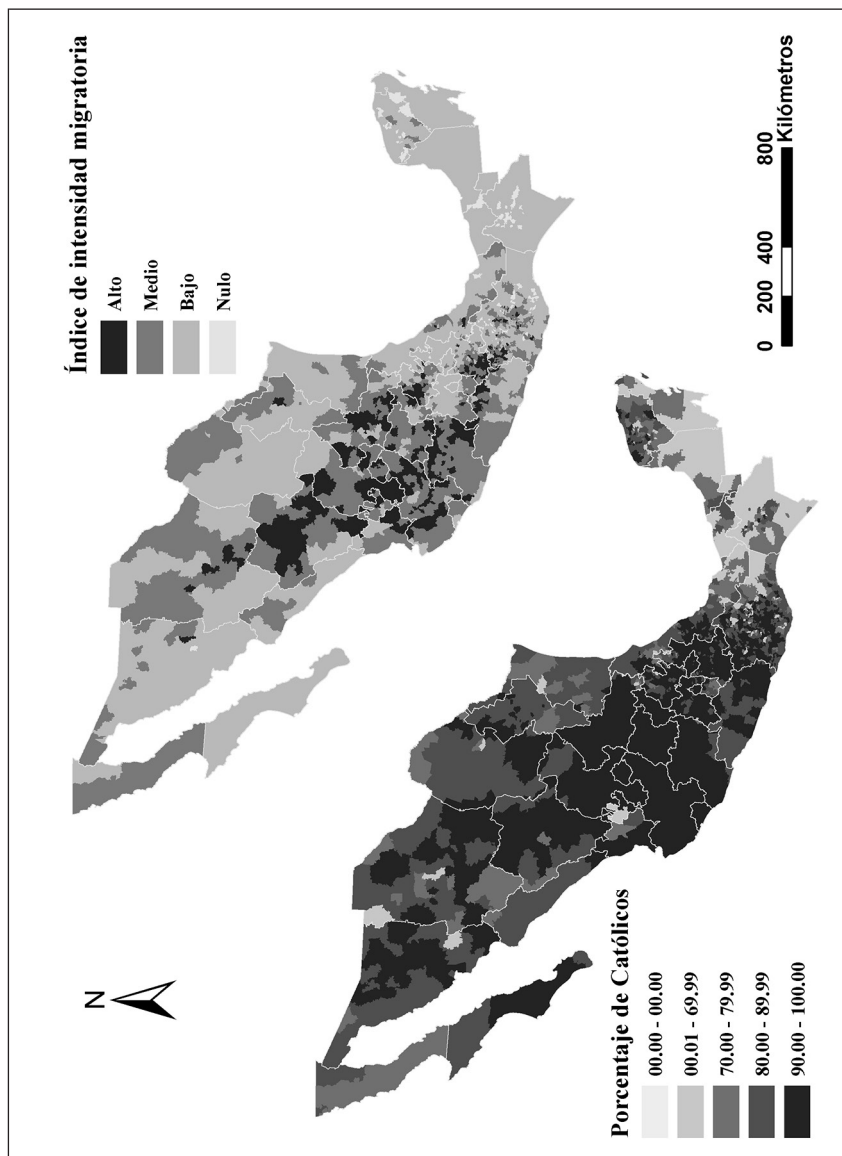 Índice de intensidad migratoria
Alto
Medio
Bajo
Nulo
N
0 200 400 800
Kilómetros
Porcentaje de Católicos
00.00 - 00.00
00.01 - 69.99
70.00 - 79.99
80.00 - 89.99
90.00 - 100.00